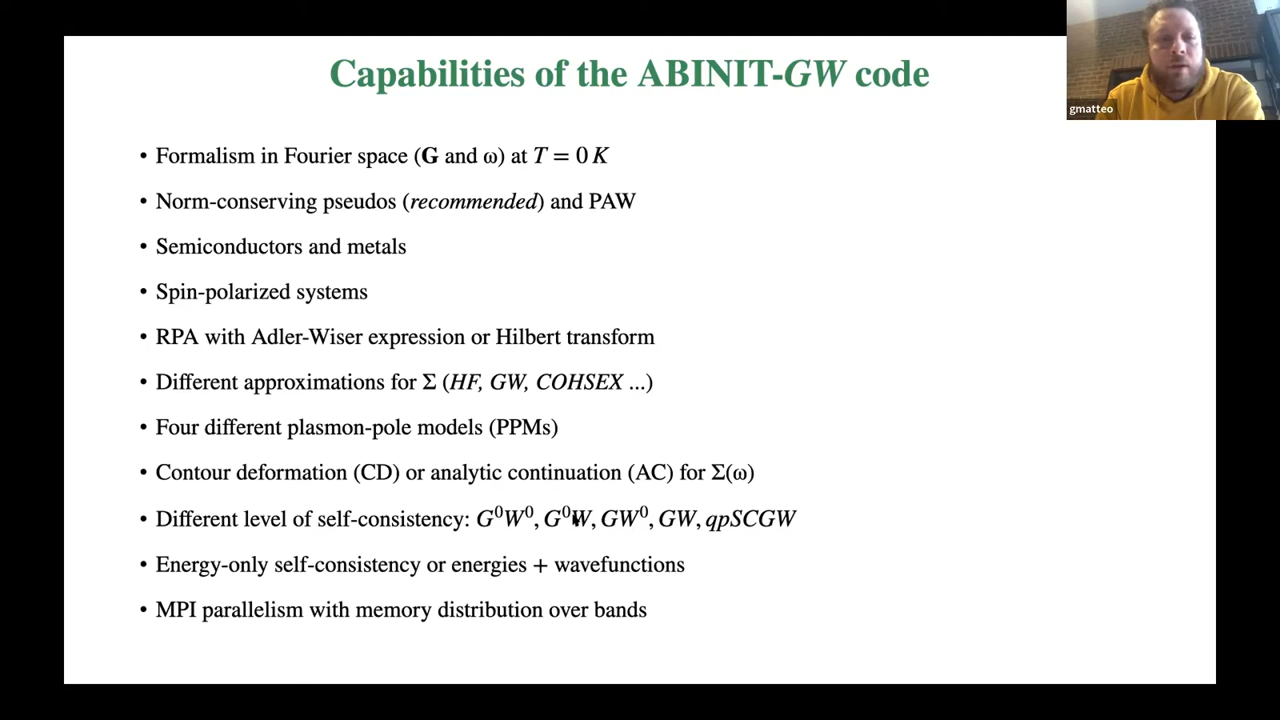 Capabilities of the ABINIT-GW code
gmatteo
• Formalism in Fourier space (G and ω) at T = 0 K
• Norm-conserving pseudos (recommended) and PAW
• Semiconductors and metals
• Spin-polarized systems
• RPA with Adler-Wiser expression or Hilbert transform
• Different approximations for Σ (HF, GW, COHSEX ...)
• Four different plasmon-pole models (PPMs)
• Contour deformation (CD) or analytic continuation (AC) for Σ(ω)
• Different level of self-consistency: G⁰W⁰, G⁰W, GW⁰, GW, qpSCGW
• Energy-only self-consistency or energies + wavefunctions
• MPI parallelism with memory distribution over bands